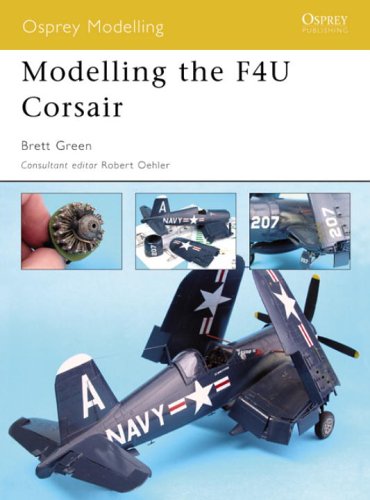 Osprey Modelling
OSPREY
PUBLISHING
Modelling the F4U
Corsair
Brett Green
Consultant editor Robert Oehler
A
NAVY
207
207
A
NAVY